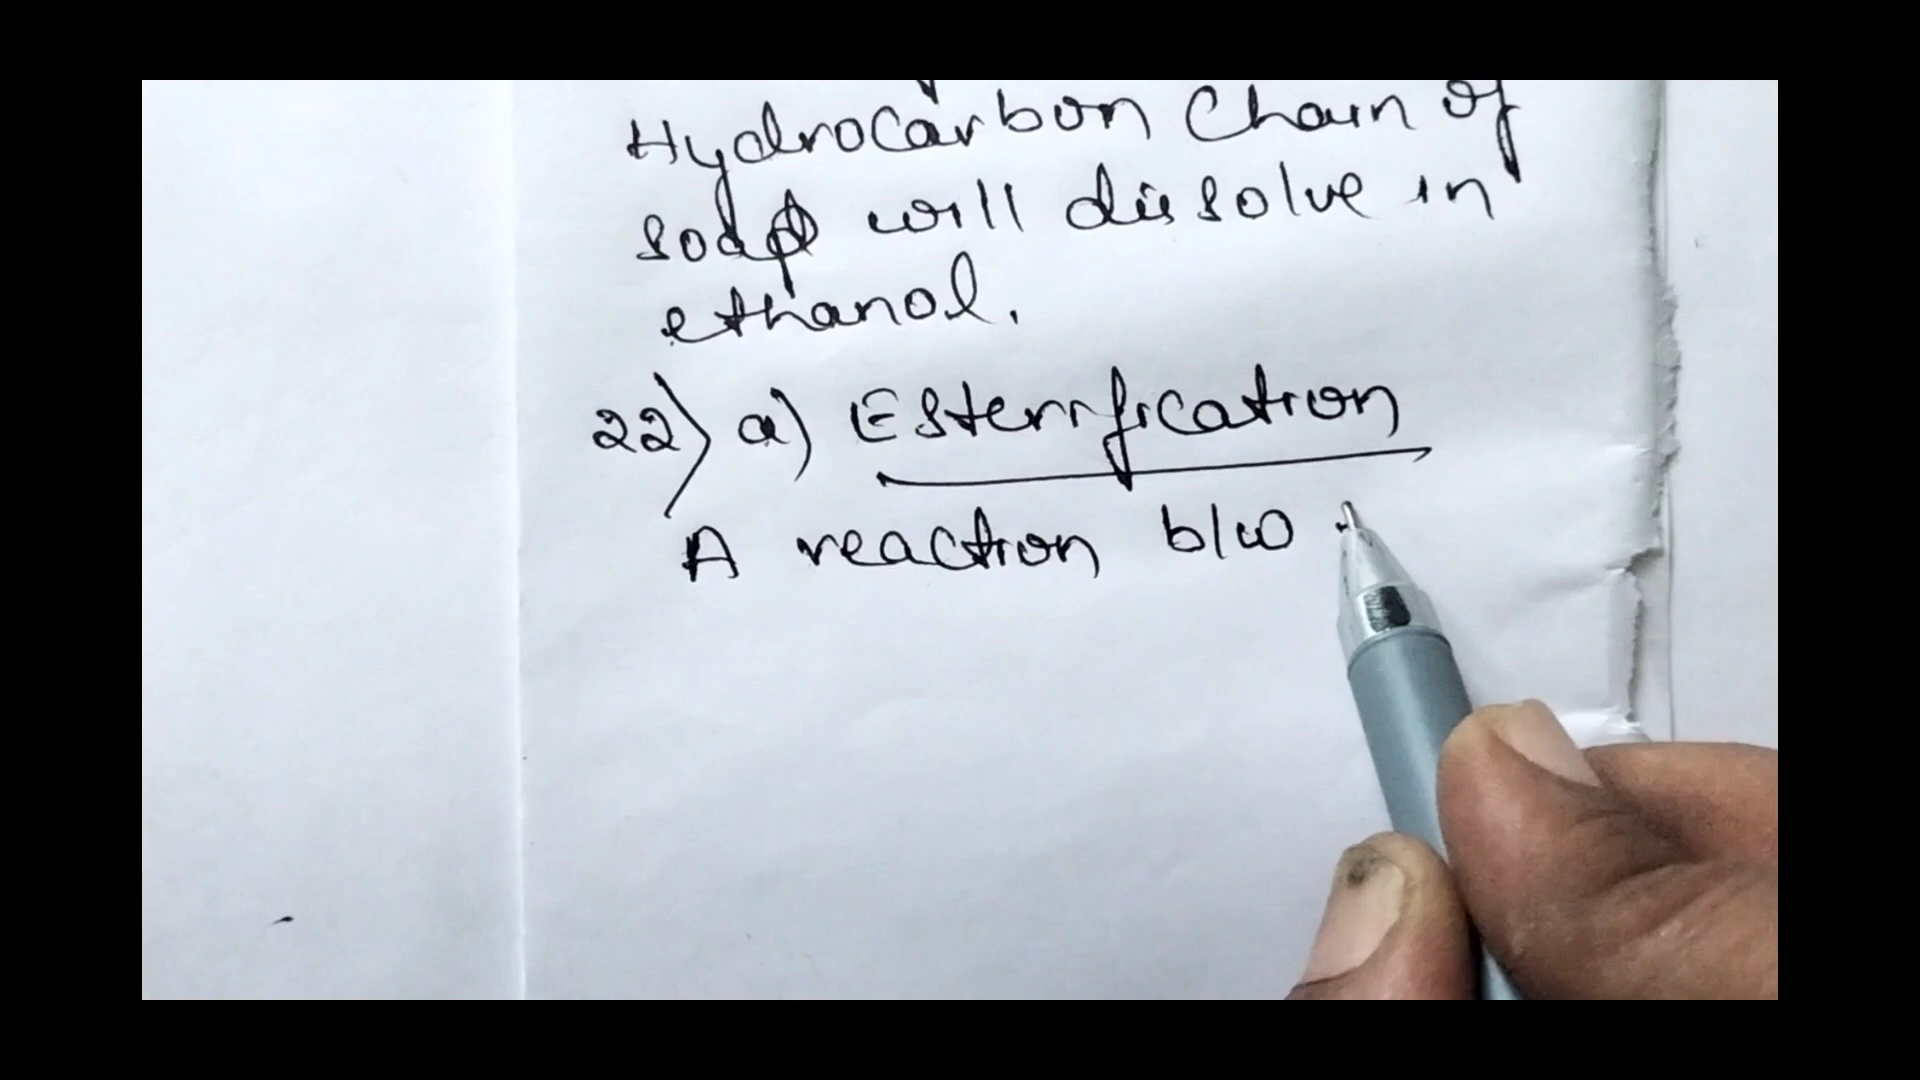 Hydrocarbon Chain of
soap will dissolve in
ethanol.
22) a) Esterification
A reaction b/w